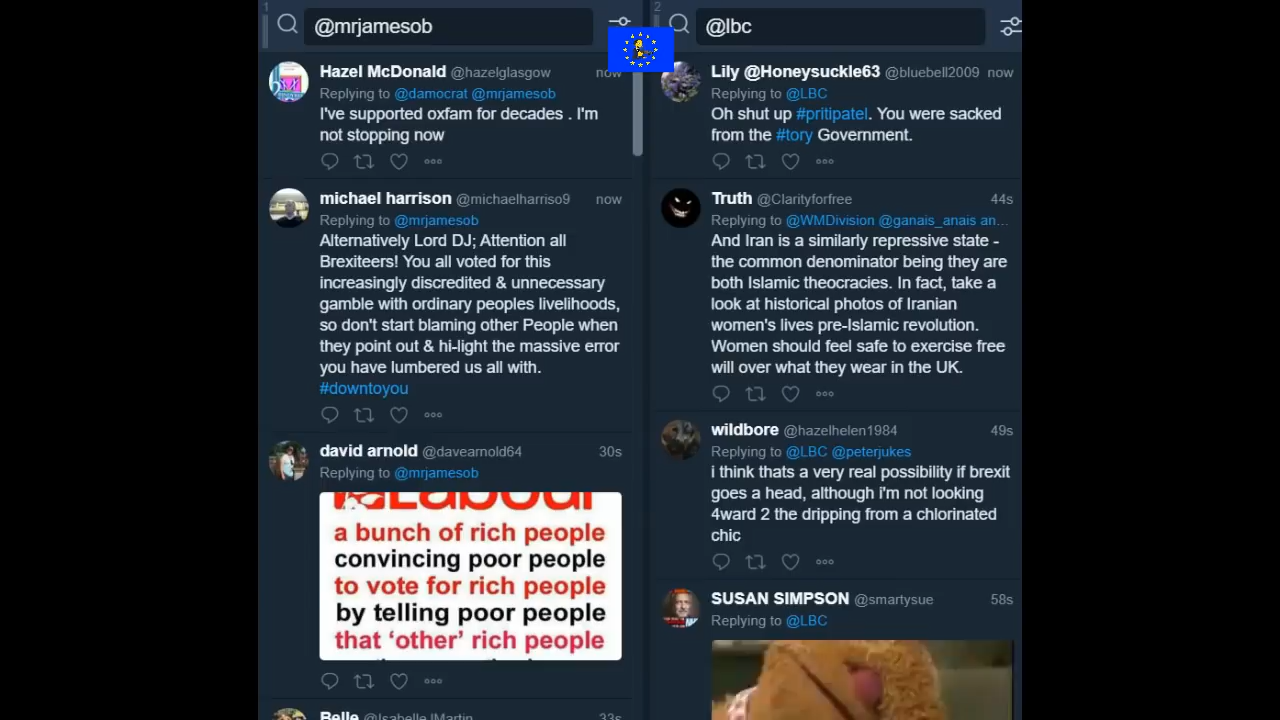 1
@mrjamesob
Hazel McDonald @hazelglasgow now
Replying to @damocrat @mrjamesob
I've supported oxfam for decades . I'm
not stopping now
michael harrison @michaelharriso9 now
Replying to @mrjamesob
Alternatively Lord DJ; Attention all
Brexiteers! You all voted for this
increasingly discredited & unnecessary
gamble with ordinary peoples livelihoods,
so don't start blaming other People when
they point out & hi-light the massive error
you have lumbered us all with.
#downtoyou
david arnold @davearnold64 30s
Replying to @mrjamesob
Labour
a bunch of rich people
convincing poor people
to vote for rich people
by telling poor people
that ‘other’ rich people
Belle @IsabelleJMartin 33s
2
@lbc
Lily @Honeysuckle63 @bluebell2009 now
Replying to @LBC
Oh shut up #pritipatel. You were sacked
from the #tory Government.
Truth @Clarityforfree 44s
Replying to @WMDivision @ganais_anais an...
And Iran is a similarly repressive state -
the common denominator being they are
both Islamic theocracies. In fact, take a
look at historical photos of Iranian
women's lives pre-Islamic revolution.
Women should feel safe to exercise free
will over what they wear in the UK.
wildbore @hazelhelen1984 49s
Replying to @LBC @peterjukes
i think thats a very real possibility if brexit
goes a head, although i'm not looking
4ward 2 the dripping from a chlorinated
chic
SUSAN SIMPSON @smartysue 58s
Replying to @LBC